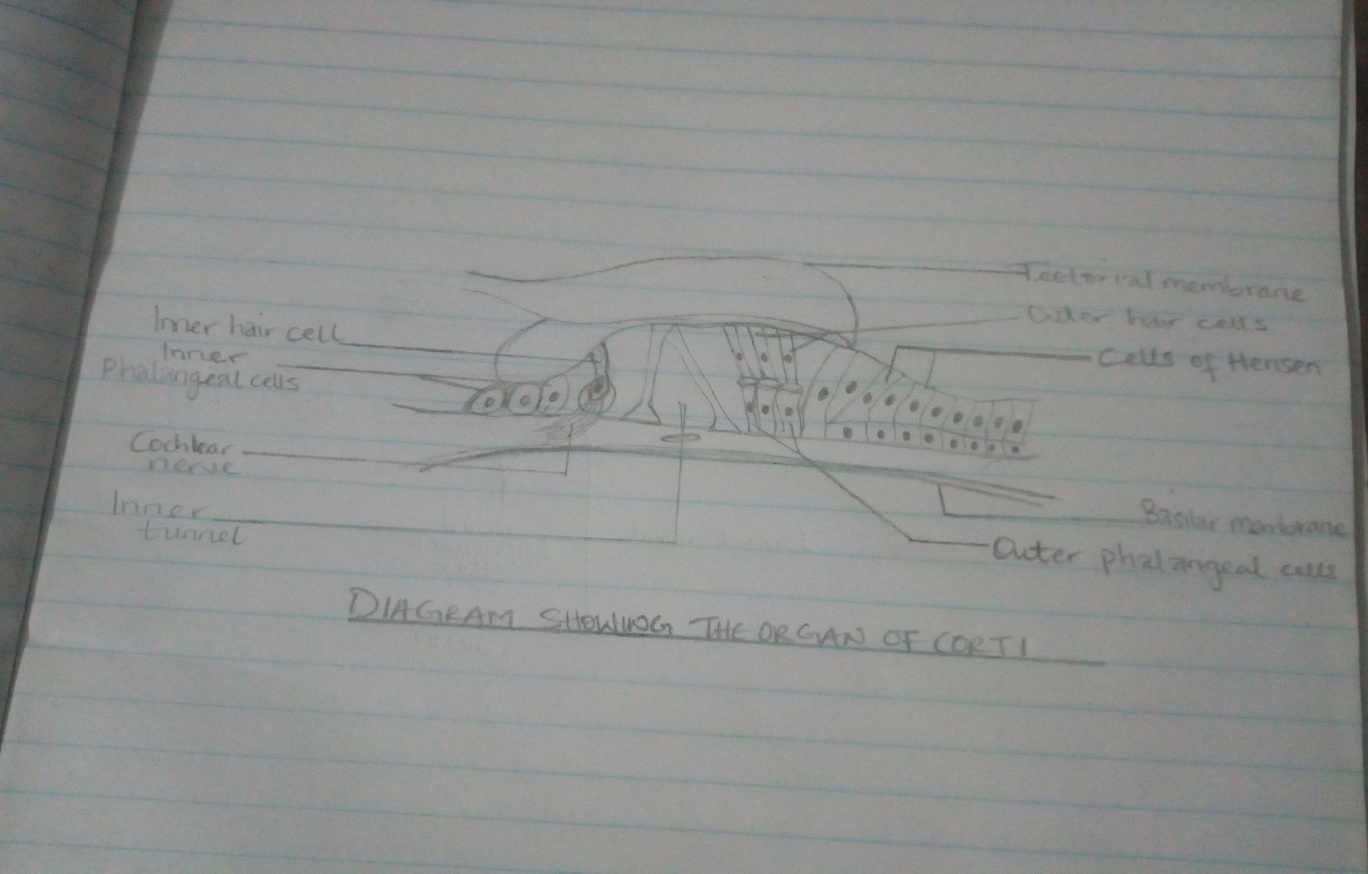 Tectorial membrane
Outer hair cells
Inner hair cell
Cells of Hensen
Inner
Phalangeal cells
Cochlear
nerve
Inner
tunnel
Basilar membrane
Outer phalangeal cells
DIAGRAM SHOWING THE ORGAN OF CORTI